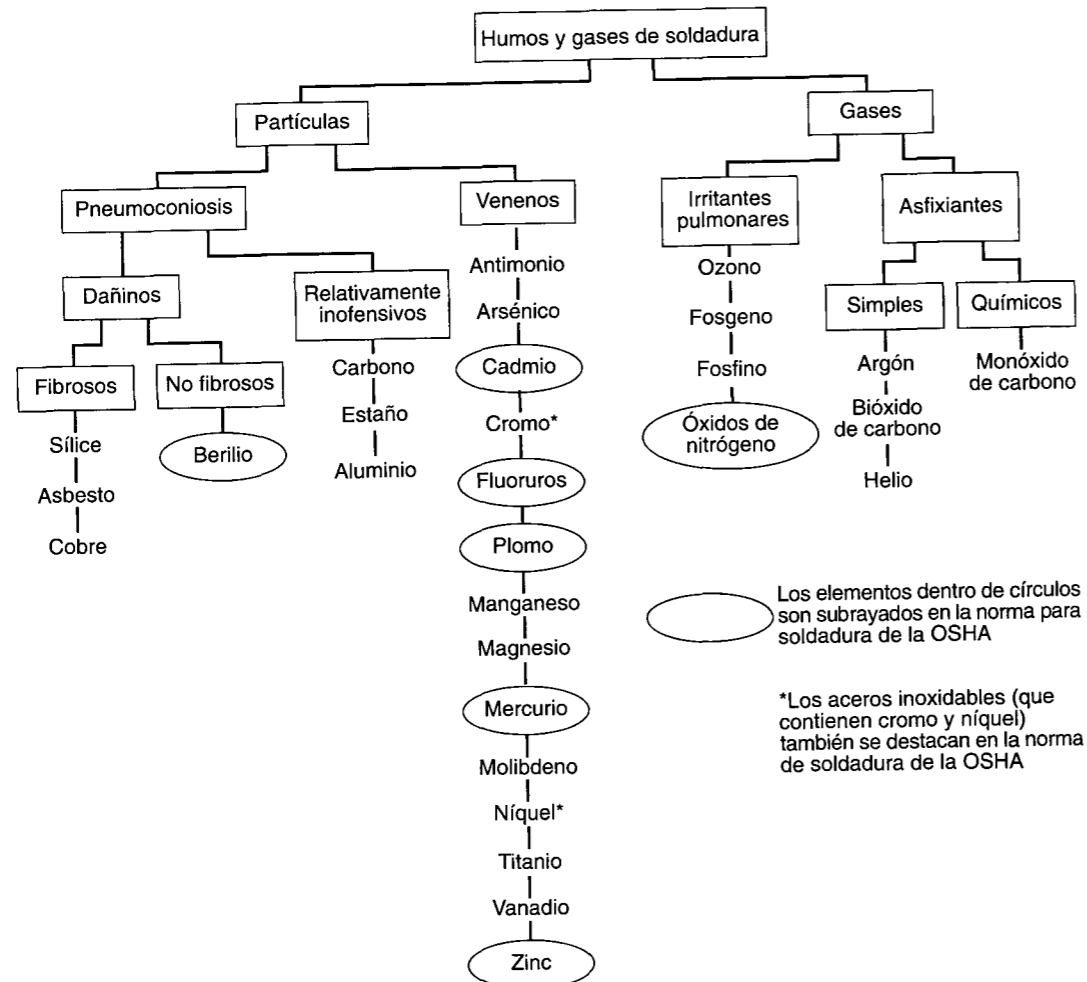 Humos y gases de soldadura
Partículas
Gases
Pneumoconiosis
Venenos
Irritantes
pulmonares
Asfixiantes
Dañinos
Relativamente
inofensivos
Antimonio
Arsénico
Cadmio
Cromo*
Fluoruros
Plomo
Manganeso
Magnesio
Mercurio
Molibdeno
Níquel*
Titanio
Vanadio
Zinc
Fibrosos
No fibrosos
Sílice
Asbesto
Cobre
Berilio
Carbono
Estaño
Aluminio
Ozono
Fosgeno
Fosfino
Óxidos de
nitrógeno
Simples
Químicos
Argón
Bióxido
de carbono
Helio
Monóxido
de carbono
Los elementos dentro de círculos
son subrayados en la norma para
soldadura de la OSHA
*Los aceros inoxidables (que
contienen cromo y níquel)
también se destacan en la norma
de soldadura de la OSHA